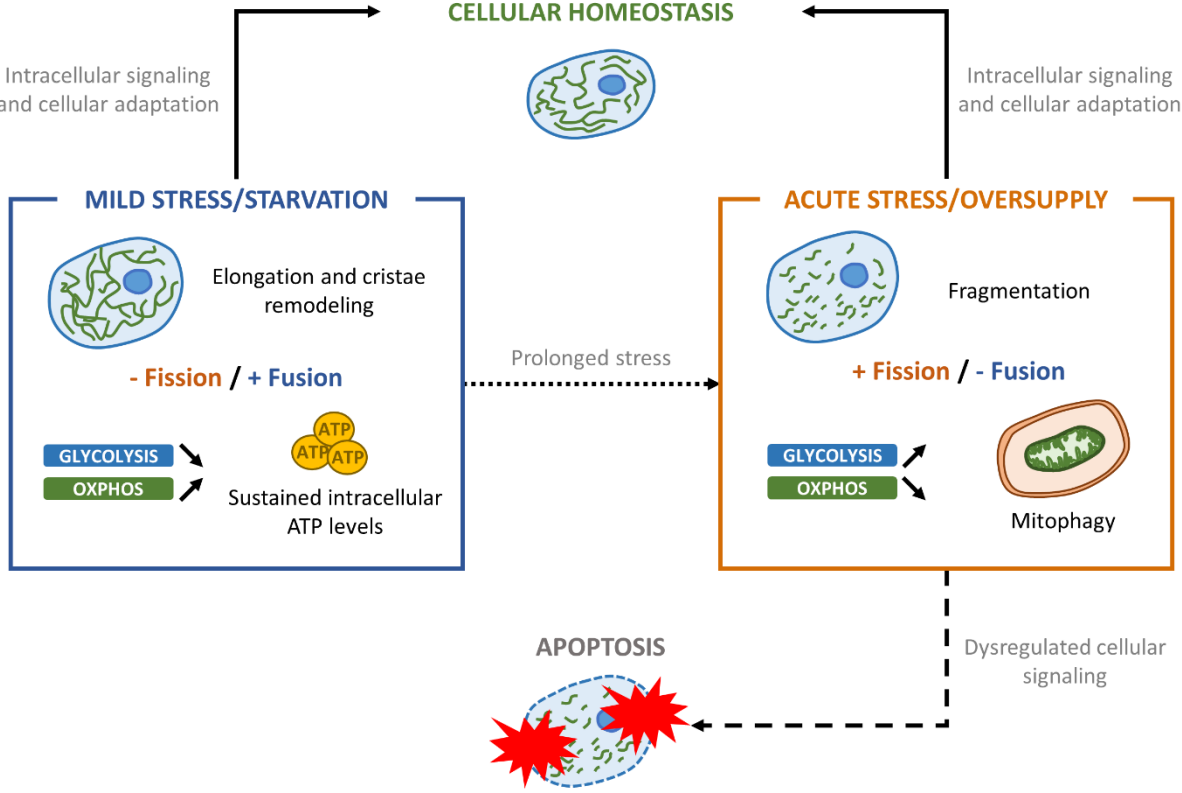 CELLULAR HOMEOSTASIS
Intracellular signaling
and cellular adaptation
Intracellular signaling
and cellular adaptation
MILD STRESS/STARVATION
Elongation and cristae
remodeling
- Fission / + Fusion
GLYCOLYSIS
OXPHOS
ATP
ATP
ATP
Sustained intracellular
ATP levels
Prolonged stress
ACUTE STRESS/OVERSUPPLY
Fragmentation
+ Fission / - Fusion
GLYCOLYSIS
OXPHOS
Mitophagy
APOPTOSIS
Dysregulated cellular
signaling